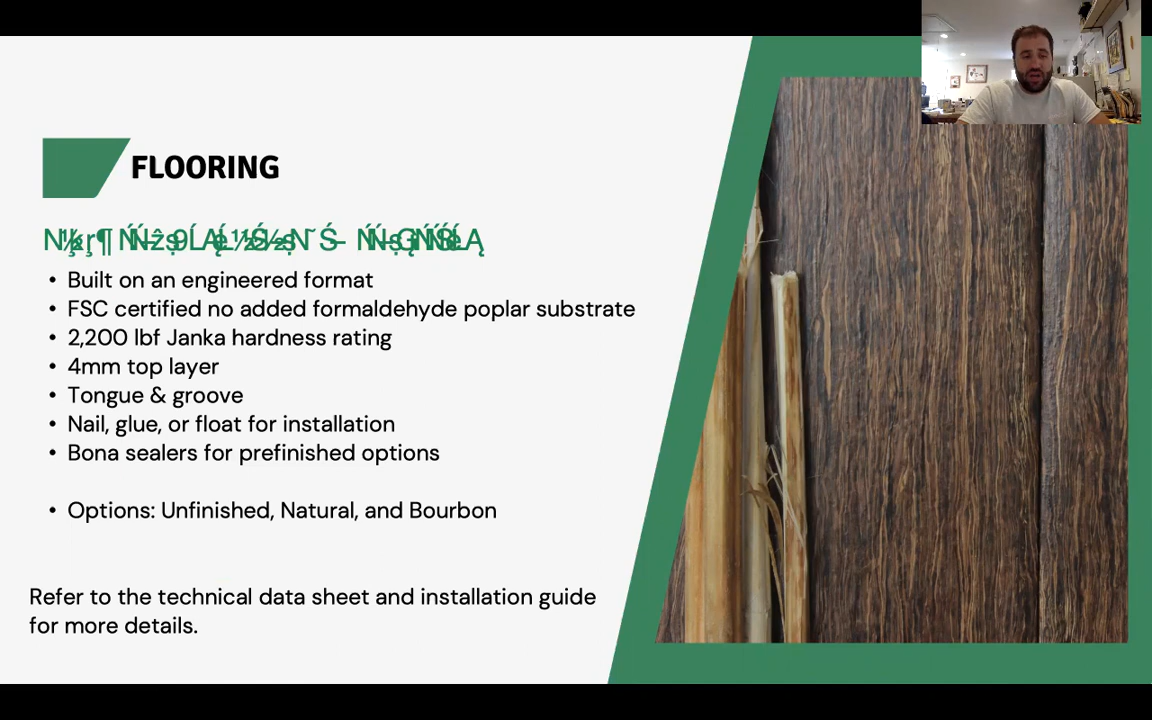 FLOORING
• Built on an engineered format
• FSC certified no added formaldehyde poplar substrate
• 2,200 lbf Janka hardness rating
• 4mm top layer
• Tongue & groove
• Nail, glue, or float for installation
• Bona sealers for prefinished options
• Options: Unfinished, Natural, and Bourbon
Refer to the technical data sheet and installation guide
for more details.